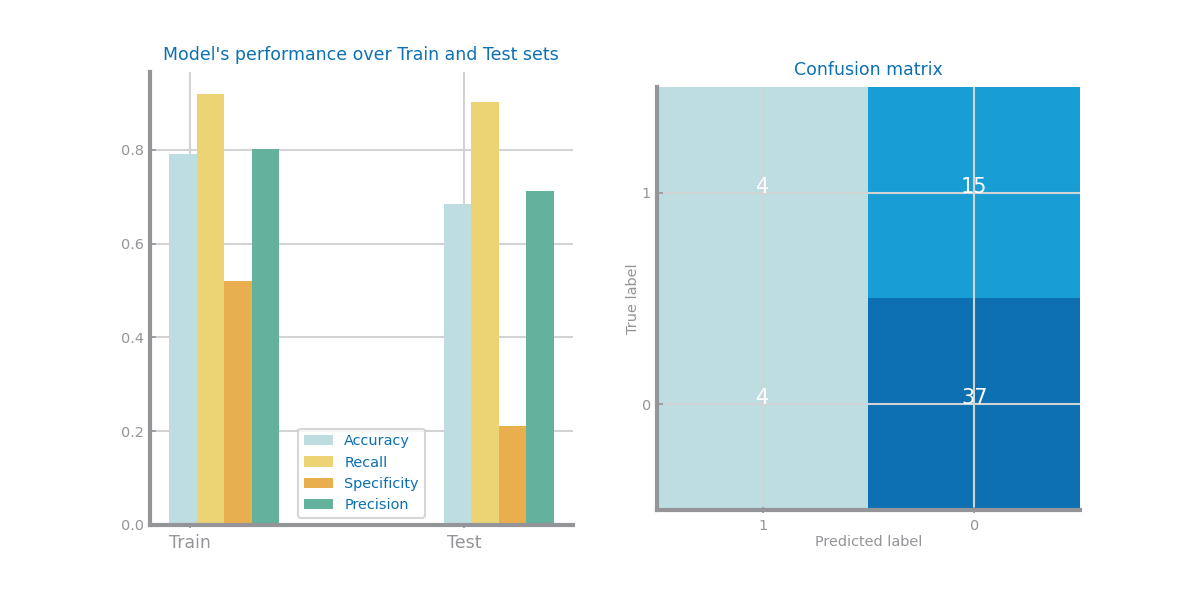 Model's performance over Train and Test sets
0.8
0.6
0.4
0.2
0.0
Train
Test
Accuracy
Recall
Specificity
Precision
Confusion matrix
True label
1
0
4
15
4
37
1
0
Predicted label